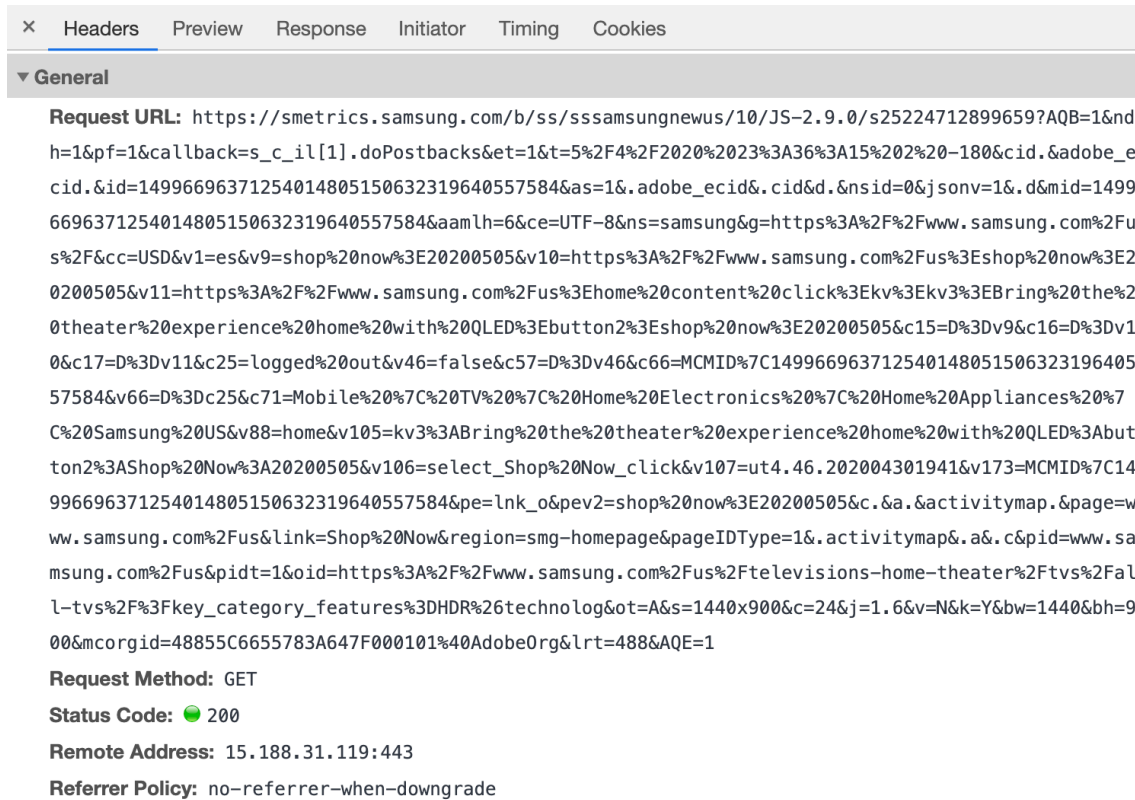 × Headers Preview Response Initiator Timing Cookies
▼ General
Request URL: https://smetrics.samsung.com/b/ss/sssamsungnewus/10/JS-2.9.0/s25224712899659?AQB=1&nd
h=1&pf=1&callback=s_c_il[1].doPostbacks&et=1&t=5%2F4%2F2020%2023%3A36%3A15%202%20-180&cid.&adobe_e
cid.&id=14996696371254014805150632319640557584&as=1&.adobe_ecid&.cid&d.&nsid=0&jsonv=1&.d&mid=1499
6696371254014805150632319640557584&aamlh=6&ce=UTF-8&ns=samsung&g=https%3A%2F%2Fwww.samsung.com%2Fu
s%2F&cc=USD&v1=es&v9=shop%20now%3E20200505&v10=https%3A%2F%2Fwww.samsung.com%2Fus%3Eshop%20now%3E2
0200505&v11=https%3A%2F%2Fwww.samsung.com%2Fus%3Ehome%20content%20click%3Ekv%3Ekv3%3EBring%20the%2
0theater%20experience%20home%20with%20QLED%3Ebutton2%3Eshop%20now%3E20200505&c15=D%3Dv9&c16=D%3Dv1
0&c17=D%3Dv11&c25=logged%20out&v46=false&c57=D%3Dv46&c66=MCMID%7C149966963712540148051506323196405
57584&v66=D%3Dc25&c71=Mobile%20%7C%20TV%20%7C%20Home%20Electronics%20%7C%20Home%20Appliances%20%7
C%20Samsung%20US&v88=home&v105=kv3%3ABring%20the%20theater%20experience%20home%20with%20QLED%3Abut
ton2%3AShop%20Now%3A20200505&v106=select_Shop%20Now_click&v107=ut4.46.202004301941&v173=MCMID%7C14
996696371254014805150632319640557584&pe=lnk_o&pev2=shop%20now%3E20200505&c.&a.&activitymap.&page=w
ww.samsung.com%2Fus&link=Shop%20Now&region=smg-homepage&pageIDType=1&.activitymap&.a&.c&pid=www.sa
msung.com%2Fus&pidt=1&oid=https%3A%2F%2Fwww.samsung.com%2Fus%2Ftelevisions-home-theater%2Ftvs%2Fal
l-tvs%2F%3Fkey_category_features%3DHDR%26technolog&ot=A&s=1440x900&c=24&j=1.6&v=N&k=Y&bw=1440&bh=9
00&mcorgid=48855C6655783A647F000101%40AdobeOrg&lrt=488&AQE=1
Request Method: GET
Status Code: 200
Remote Address: 15.188.31.119:443
Referrer Policy: no-referrer-when-downgrade